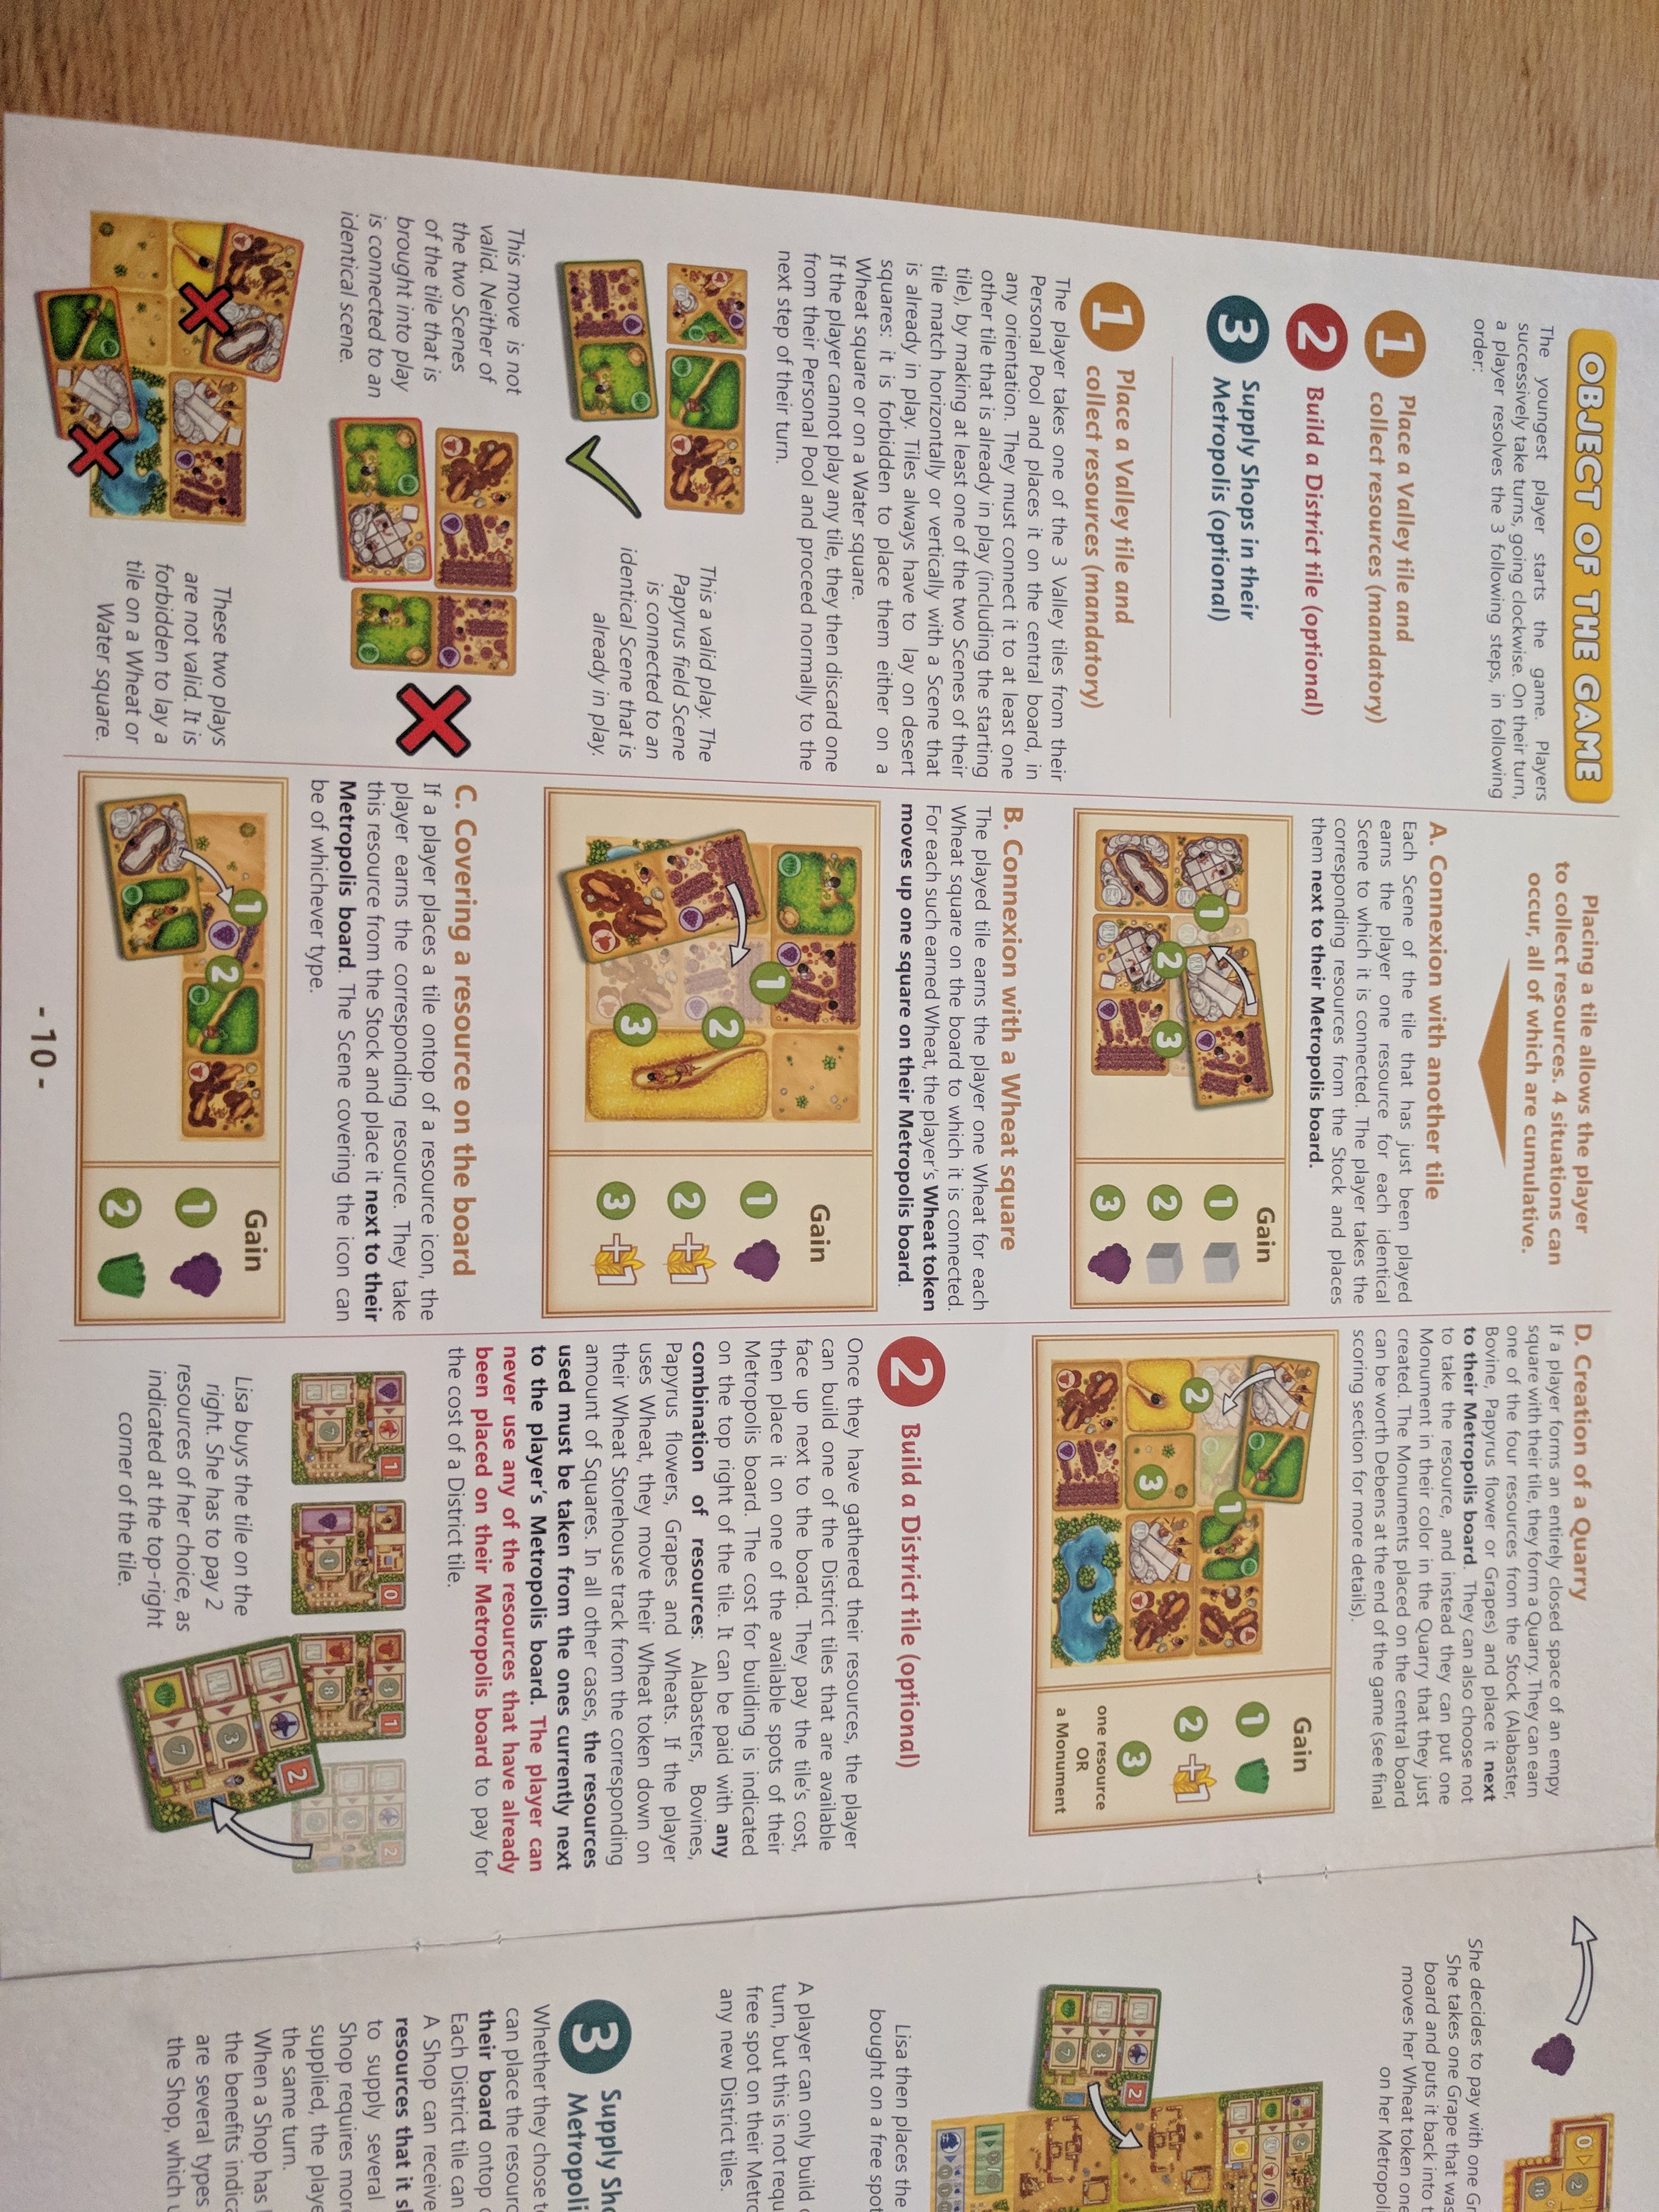 OBJECT OF THE GAME
The youngest player starts the game. Players
successively take turns, going clockwise. On their turn,
a player resolves the 3 following steps, in following
order:
1 Place a Valley tile and
collect resources (mandatory)
2 Build a District tile (optional)
3 Supply Shops in their
Metropolis (optional)
1 Place a Valley tile and
collect resources (mandatory)
The player takes one of the 3 Valley tiles from their
Personal Pool and places it on the central board, in
any orientation. They must connect it to at least one
other tile that is already in play (including the starting
tile), by making at least one of the two Scenes of their
tile match horizontally or vertically with a Scene that
is already in play. Tiles always have to lay on desert
squares: it is forbidden to place them either on a
Wheat square or on a Water square.
If the player cannot play any tile, they then discard one
from their Personal Pool and proceed normally to the
next step of their turn.
This a valid play. The
Papyrus field Scene
is connected to an
identical Scene that is
already in play.
This move is not
valid. Neither of
the two Scenes
of the tile that is
brought into play
is connected to an
identical scene.
These two plays
are not valid. It is
forbidden to lay a
tile on a Wheat or
Water square.
Placing a tile allows the player
to collect resources. 4 situations can
occur, all of which are cumulative.
A. Connexion with another tile
Each Scene of the tile that has just been played
earns the player one resource for each identical
Scene to which it is connected. The player takes the
corresponding resources from the Stock and places
them next to their Metropolis board.
1
2
3
Gain
1
2
3
B. Connexion with a Wheat square
The played tile earns the player one Wheat for each
Wheat square on the board to which it is connected.
For each such earned Wheat, the player's Wheat token
moves up one square on their Metropolis board.
1
2
3
Gain
1
2 +1
3 +1
C. Covering a resource on the board
If a player places a tile ontop of a resource icon, the
player earns the corresponding resource. They take
this resource from the Stock and place it next to their
Metropolis board. The Scene covering the icon can
be of whichever type.
1
2
Gain
1
2
D. Creation of a Quarry
If a player forms an entirely closed space of an empy
square with their tile, they form a Quarry. They can earn
one of the four resources from the Stock (Alabaster,
Bovine, Papyrus flower or Grapes) and place it next
to their Metropolis board. They can also choose not
to take the resource, and instead they can put one
Monument in their color in the Quarry that they just
created. The Monuments placed on the central board
can be worth Debens at the end of the game (see final
scoring section for more details).
1
2
3
Gain
1
2 +1
3
one resource
OR
a Monument
2 Build a District tile (optional)
Once they have gathered their resources, the player
can build one of the District tiles that are available
face up next to the board. They pay the tile's cost,
then place it on one of the available spots of their
Metropolis board. The cost for building is indicated
on the top right of the tile. It can be paid with any
combination of resources: Alabasters, Bovines,
Papyrus flowers, Grapes and Wheats. If the player
uses Wheat, they move their Wheat token down on
their Wheat Storehouse track from the corresponding
amount of Squares. In all other cases, the resources
used must be taken from the ones currently next
to the player's Metropolis board. The player can
never use any of the resources that have already
been placed on their Metropolis board to pay for
the cost of a District tile.
1
7
0
1
8
2
3
7
2
Lisa buys the tile on the
right. She has to pay 2
resources of her choice, as
indicated at the top-right
corner of the tile.
- 10 -
She decides to pay with one Gr
She takes one Grape that was
board and puts it back into t
moves her Wheat token one
on her Metropol
0
2
18
2
3
7
Lisa then places the
bought on a free spot
A player can only build
turn, but this is not requ
free spot on their Metro
any new District tiles.
3 Supply Sho
Metropoli
Whether they chose to
can place the resourc
their board ontop
Each District tile can
A Shop can receive
resources that it sh
to supply several
Shop requires mor
supplied, the playe
the same turn.
When a Shop has
the benefits indica
are several types
the Shop, which u